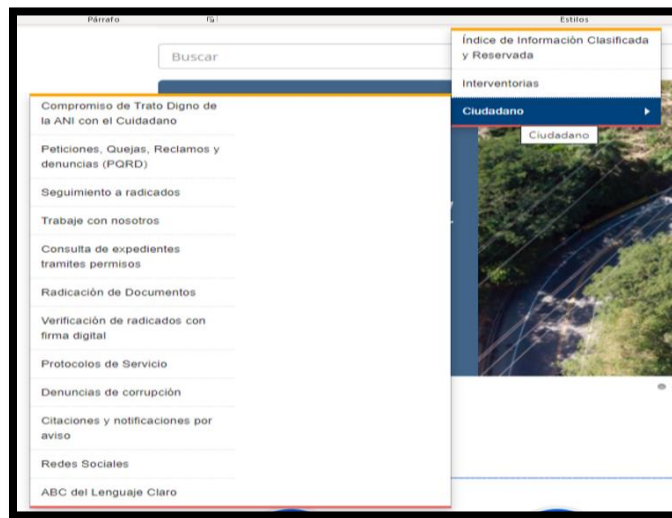 Párrafo
Estilos
Buscar
Índice de Información Clasificada
y Reservada
Interventorias
Ciudadano
Ciudadano
Compromiso de Trato Digno de
la ANI con el Cuidadano
Peticiones, Quejas, Reclamos y
denuncias (PQRD)
Seguimiento a radicados
Trabaje con nosotros
Consulta de expedientes
tramites permisos
Radicación de Documentos
Verificación de radicados con
firma digital
Protocolos de Servicio
Denuncias de corrupción
Citaciones y notificaciones por
aviso
Redes Sociales
ABC del Lenguaje Claro